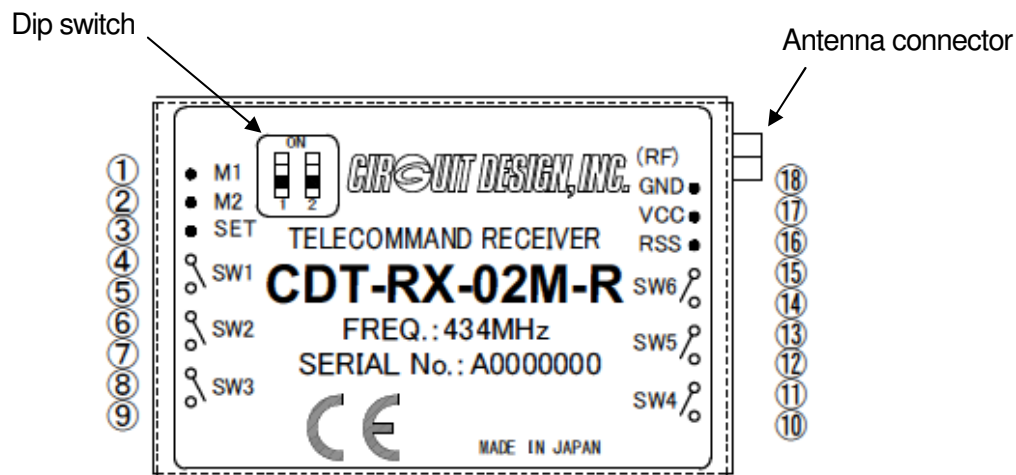 Dip switch
Antenna connector
ON
1 2
CIRCUIT DESIGN, INC.
(RF)
① M1
② M2
③ SET
④
⑤ SW1
⑥
⑦ SW2
⑧
⑨ SW3
GND ⑱
VCC ⑰
RSS ⑯
SW6 ⑮
⑭
SW5 ⑬
⑫
SW4 ⑪
⑩
TELECOMMAND RECEIVER
CDT-RX-02M-R
FREQ.:434MHz
SERIAL No.:A0000000
CE
MADE IN JAPAN